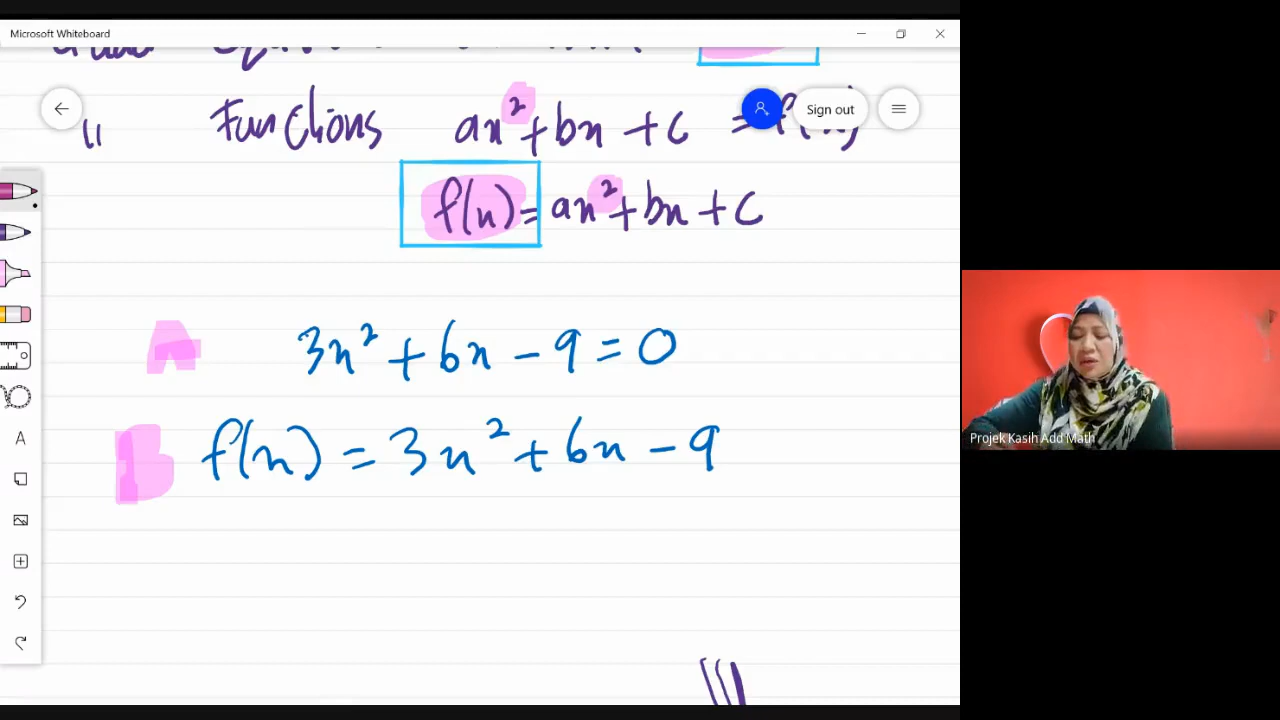 Microsoft Whiteboard
Sign out
" Functions ax²+bx+c = f(x)
f(x) = ax²+bx+c
A 3x² + 6x - 9 = 0
B f(x) = 3x² + 6x - 9
A
Projek Kasih Add Math